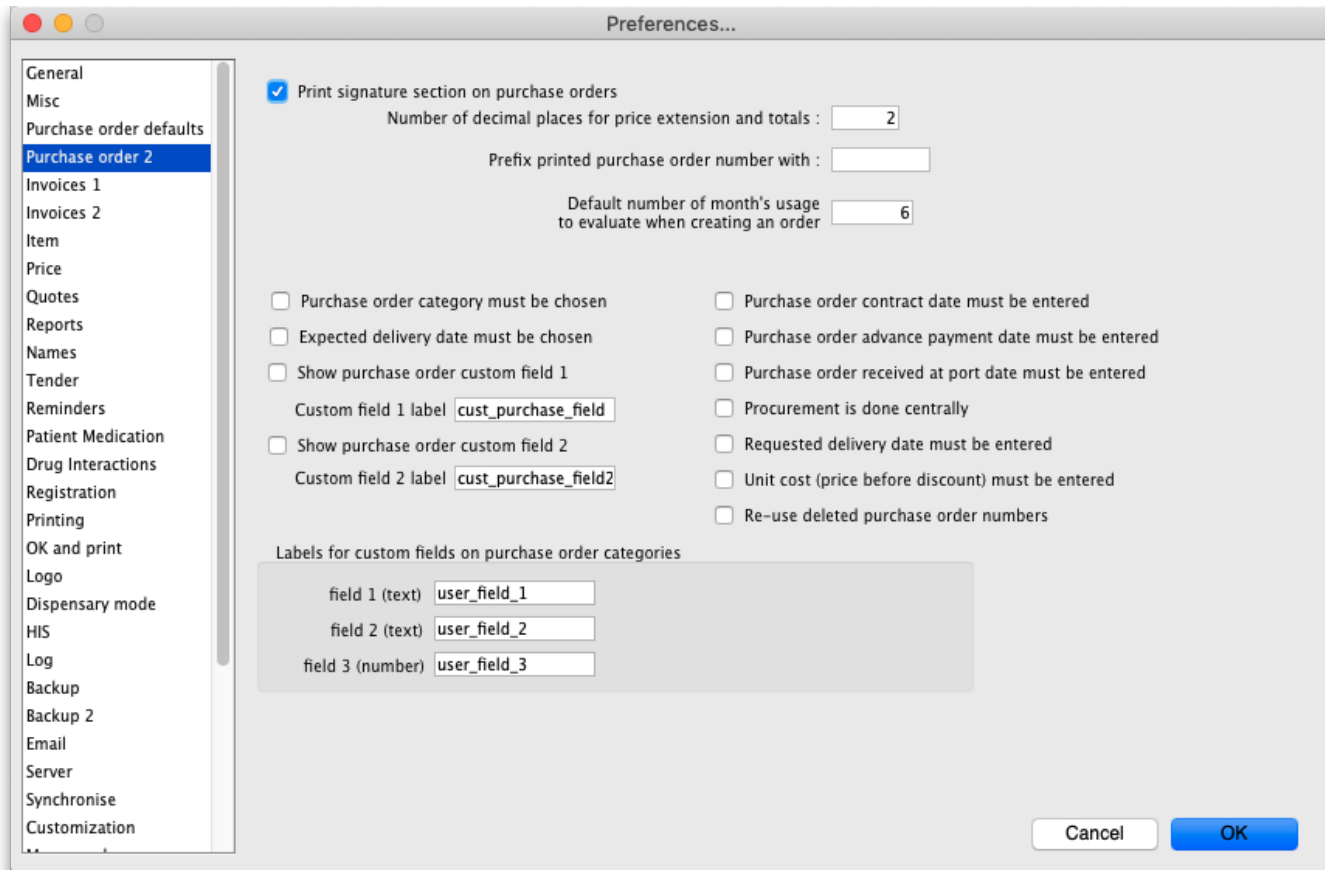 Preferences...
General
Misc
Purchase order defaults
Purchase order 2
Invoices 1
Invoices 2
Item
Price
Quotes
Reports
Names
Tender
Reminders
Patient Medication
Drug Interactions
Registration
Printing
OK and print
Logo
Dispensary mode
HIS
Log
Backup
Backup 2
Email
Server
Synchronise
Customization
Print signature section on purchase orders
Number of decimal places for price extension and totals : 2
Prefix printed purchase order number with :
Default number of month's usage
to evaluate when creating an order 6
Purchase order category must be chosen
Expected delivery date must be chosen
Show purchase order custom field 1
Custom field 1 label cust_purchase_field
Show purchase order custom field 2
Custom field 2 label cust_purchase_field2
Purchase order contract date must be entered
Purchase order advance payment date must be entered
Purchase order received at port date must be entered
Procurement is done centrally
Requested delivery date must be entered
Unit cost (price before discount) must be entered
Re-use deleted purchase order numbers
Labels for custom fields on purchase order categories
field 1 (text) user_field_1
field 2 (text) user_field_2
field 3 (number) user_field_3
Cancel
OK